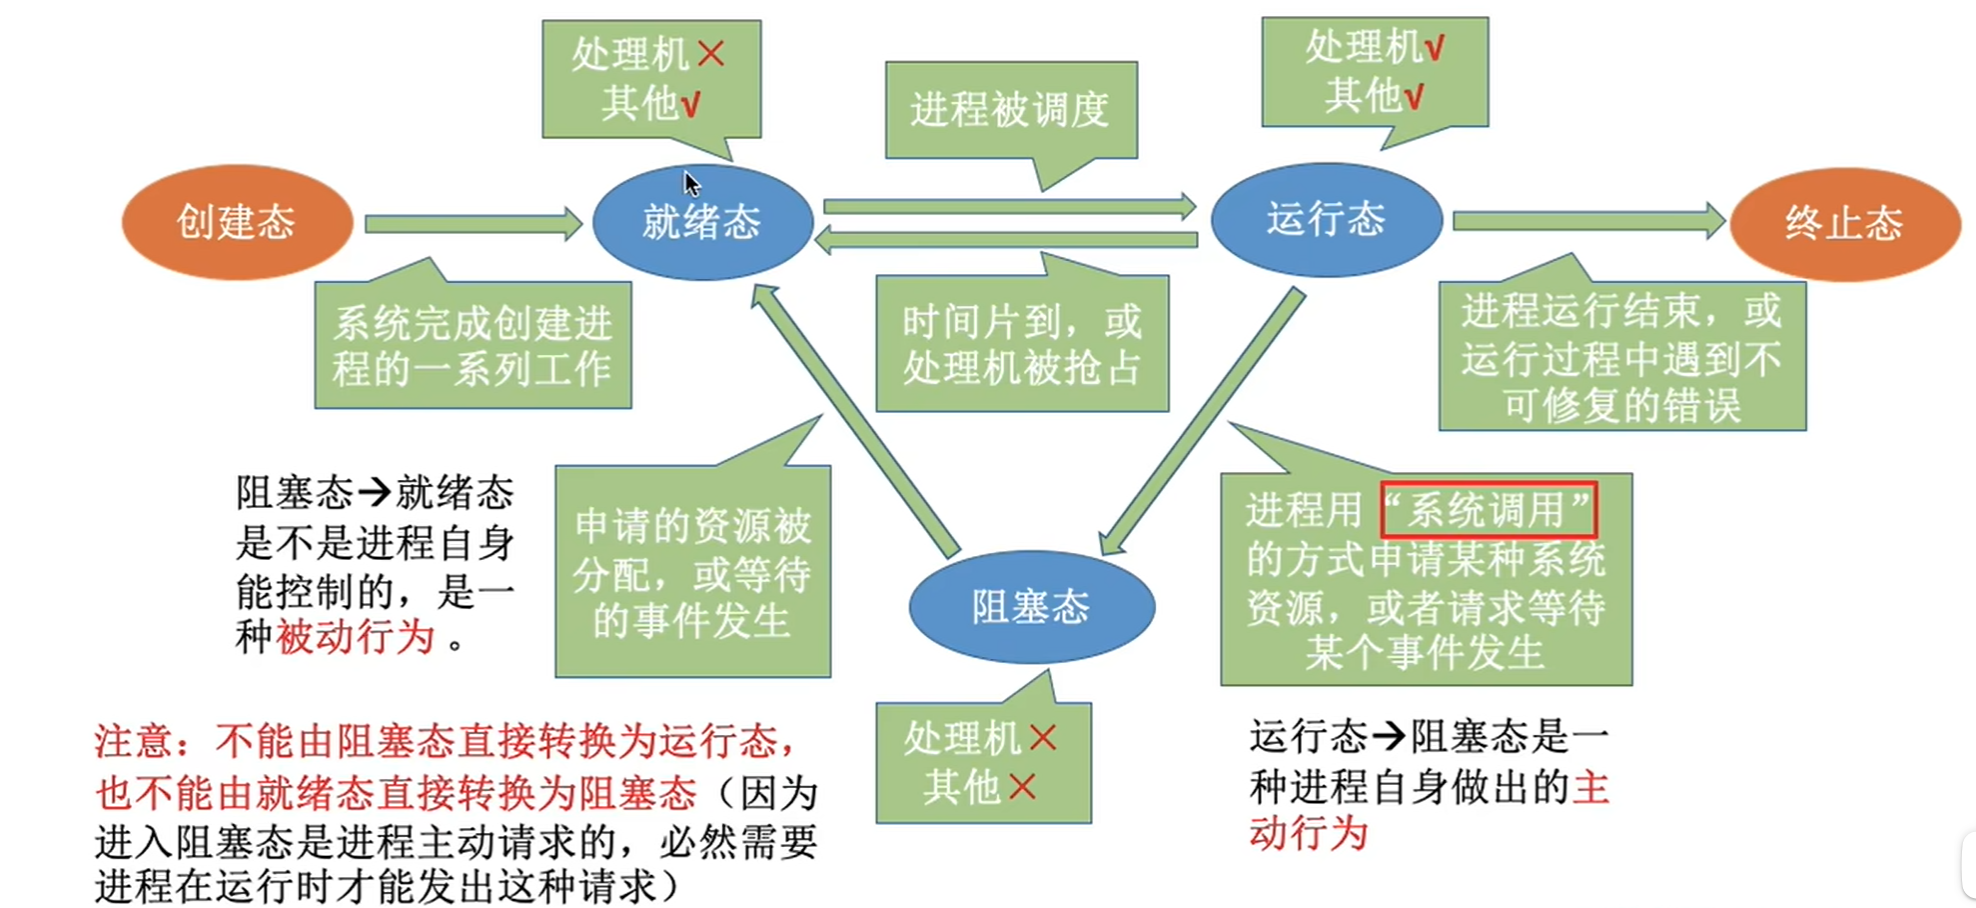 处理机×
其他√
进程被调度
处理机√
其他√
创建态
就绪态
运行态
终止态
系统完成创建进
程的一系列工作
时间片到，或
处理机被抢占
进程运行结束，或
运行过程中遇到不
可修复的错误
阻塞态→就绪态
是不是进程自身
能控制的，是一
种被动行为。
申请的资源被
分配，或等待
的事件发生
阻塞态
进程用“系统调用”
的方式申请某种系统
资源，或者请求等待
某个事件发生
处理机×
其他×
注意：不能由阻塞态直接转换为运行态，
也不能由就绪态直接转换为阻塞态（因为
进入阻塞态是进程主动请求的，必然需要
进程在运行时才能发出这种请求）
运行态→阻塞态是一
种进程自身做出的主
动行为